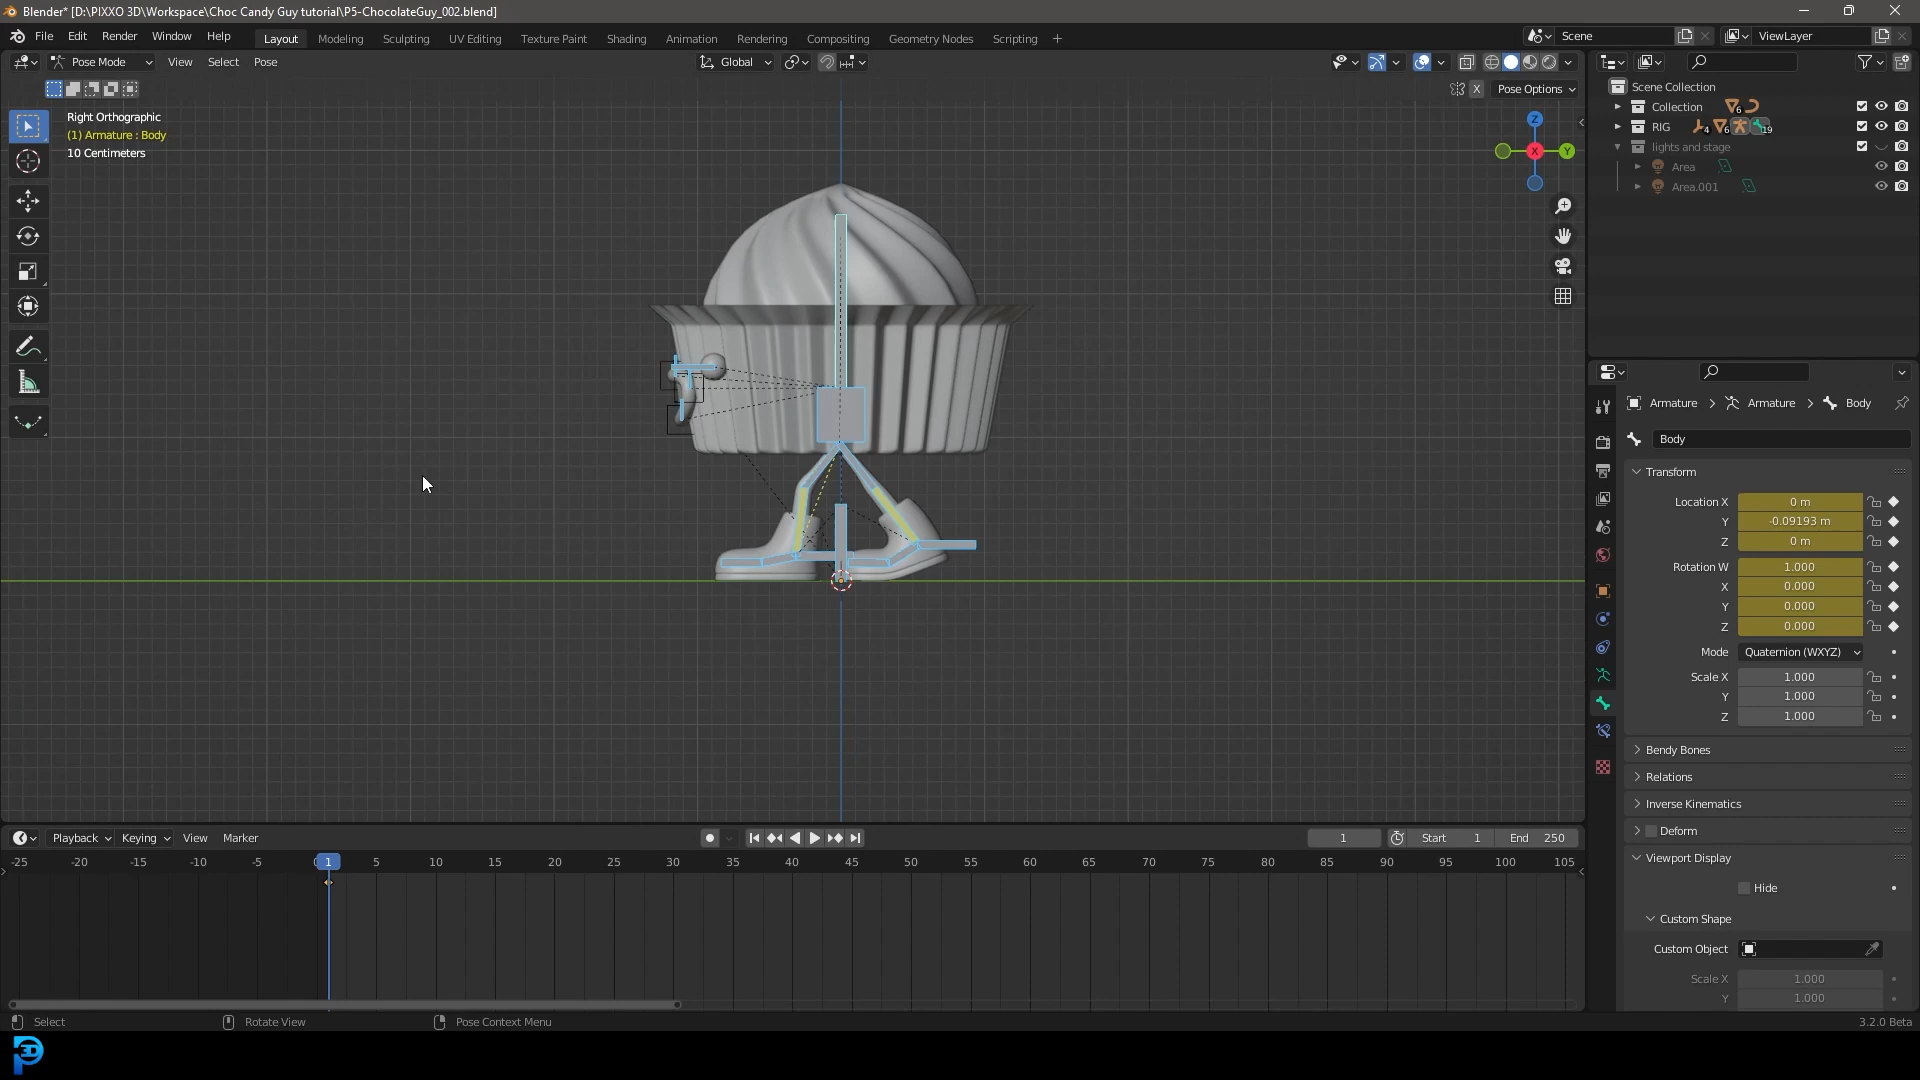 Blender* [D:\PIXXO 3D\Workspace\Choc Candy Guy tutorial\P5-ChocolateGuy_002.blend]
File Edit Render Window Help Layout Modeling Sculpting UV Editing Texture Paint Shading Animation Rendering Compositing Geometry Nodes Scripting + Scene ViewLayer
Pose Mode View Select Pose Global
X Pose Options
Right Orthographic
(1) Armature : Body
10 Centimeters
Z
X
Y
Scene Collection
Collection 6
RIG 4 6 19
lights and stage
Area
Area.001
Armature > Armature > Body
Body
Transform
Location X 0 m
Y -0.09193 m
Z 0 m
Rotation W 1.000
X 0.000
Y 0.000
Z 0.000
Mode Quaternion (WXYZ)
Scale X 1.000
Y 1.000
Z 1.000
Bendy Bones
Relations
Inverse Kinematics
Deform
Viewport Display
Hide
Custom Shape
Custom Object
Scale X 1.000
Y 1.000
Playback Keying View Marker 1 Start 1 End 250
-25 -20 -15 -10 -5 1 5 10 15 20 25 30 35 40 45 50 55 60 65 70 75 80 85 90 95 100 105
Select Rotate View Pose Context Menu 3.2.0 Beta
3D